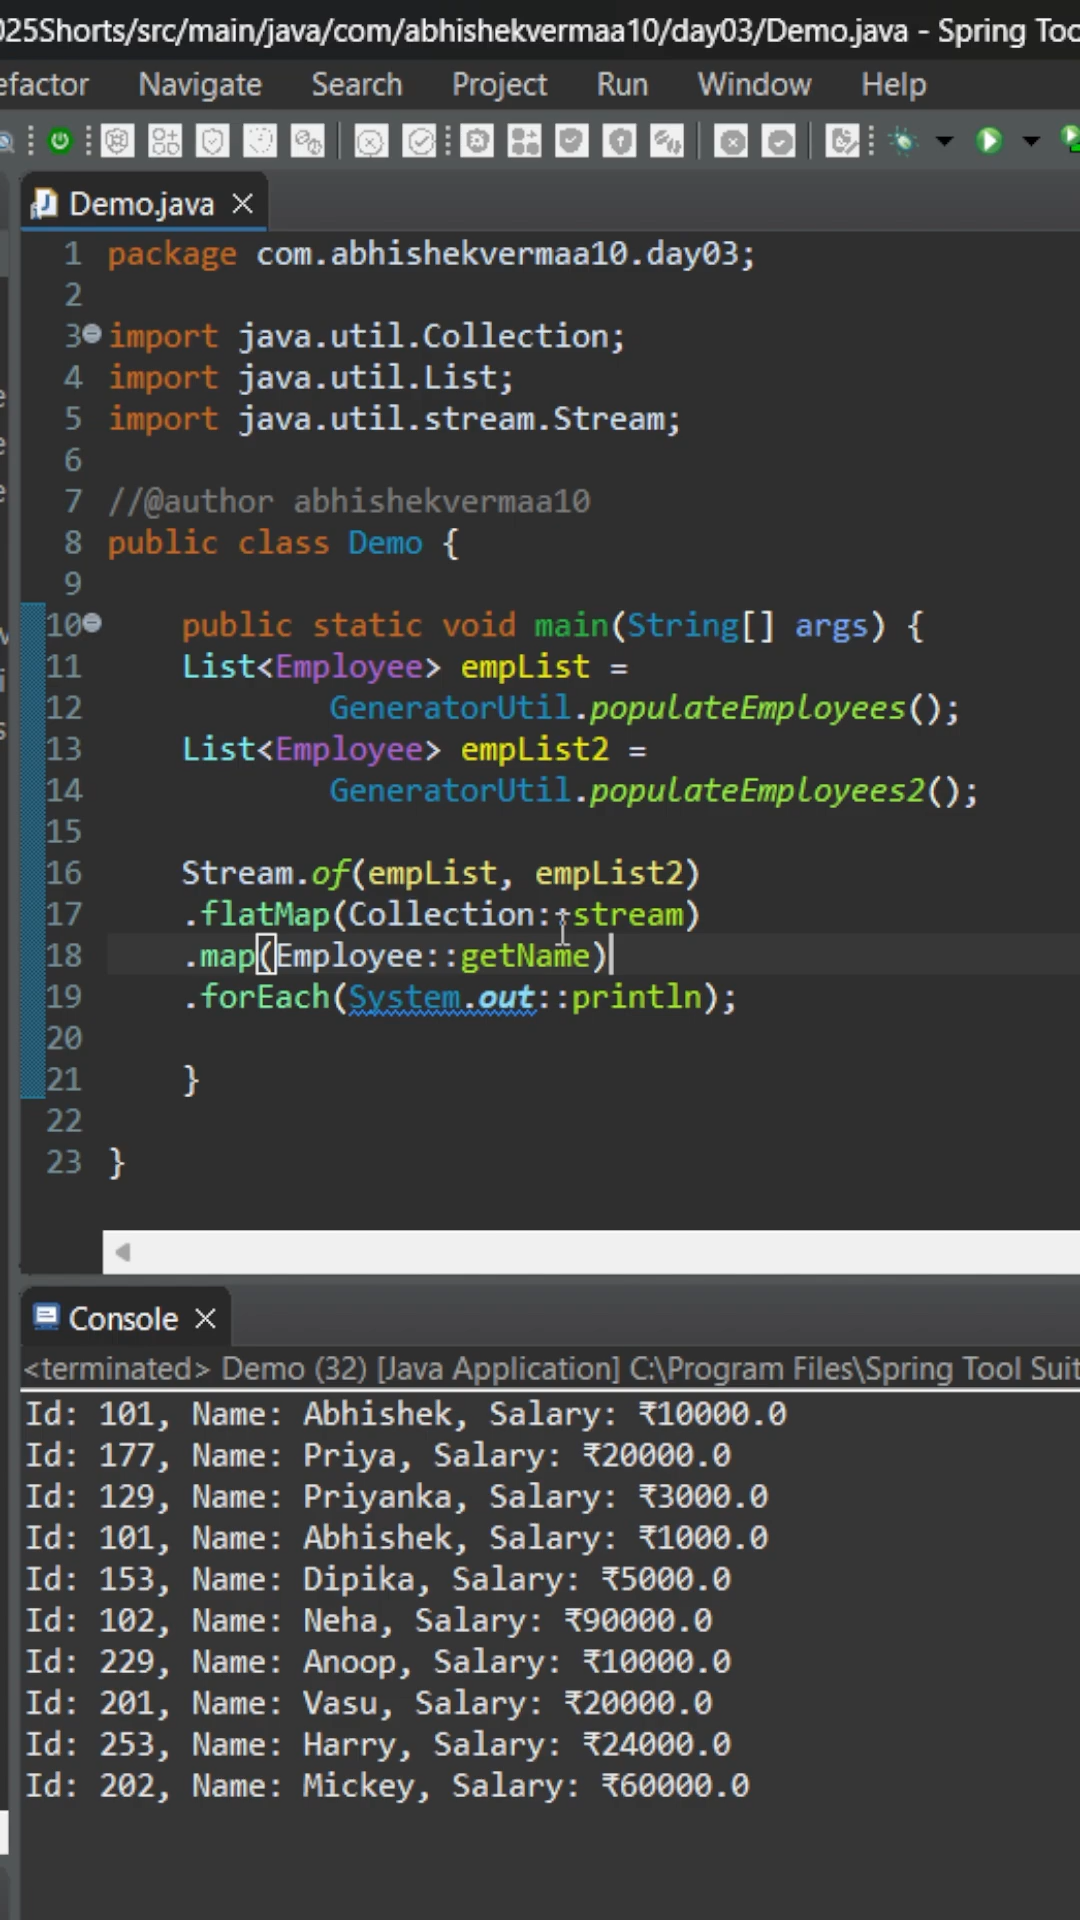 025Shorts/src/main/java/com/abhishekvermaa10/day03/Demo.java - Spring Too
efactor Navigate Search Project Run Window Help
Demo.java
1 package com.abhishekvermaa10.day03;
2
3 import java.util.Collection;
4 import java.util.List;
5 import java.util.stream.Stream;
6
7 //@author abhishekvermaa10
8 public class Demo {
9
10 public static void main(String[] args) {
11 List<Employee> empList =
12 GeneratorUtil.populateEmployees();
13 List<Employee> empList2 =
14 GeneratorUtil.populateEmployees2();
15
16 Stream.of(empList, empList2)
17 .flatMap(Collection::stream)
18 .map(Employee::getName)
19 .forEach(System.out::println);
20
21 }
22
23 }
Console
<terminated> Demo (32) [Java Application] C:\Program Files\Spring Tool Suit
Id: 101, Name: Abhishek, Salary: ₹10000.0
Id: 177, Name: Priya, Salary: ₹20000.0
Id: 129, Name: Priyanka, Salary: ₹3000.0
Id: 101, Name: Abhishek, Salary: ₹1000.0
Id: 153, Name: Dipika, Salary: ₹5000.0
Id: 102, Name: Neha, Salary: ₹90000.0
Id: 229, Name: Anoop, Salary: ₹10000.0
Id: 201, Name: Vasu, Salary: ₹20000.0
Id: 253, Name: Harry, Salary: ₹24000.0
Id: 202, Name: Mickey, Salary: ₹60000.0